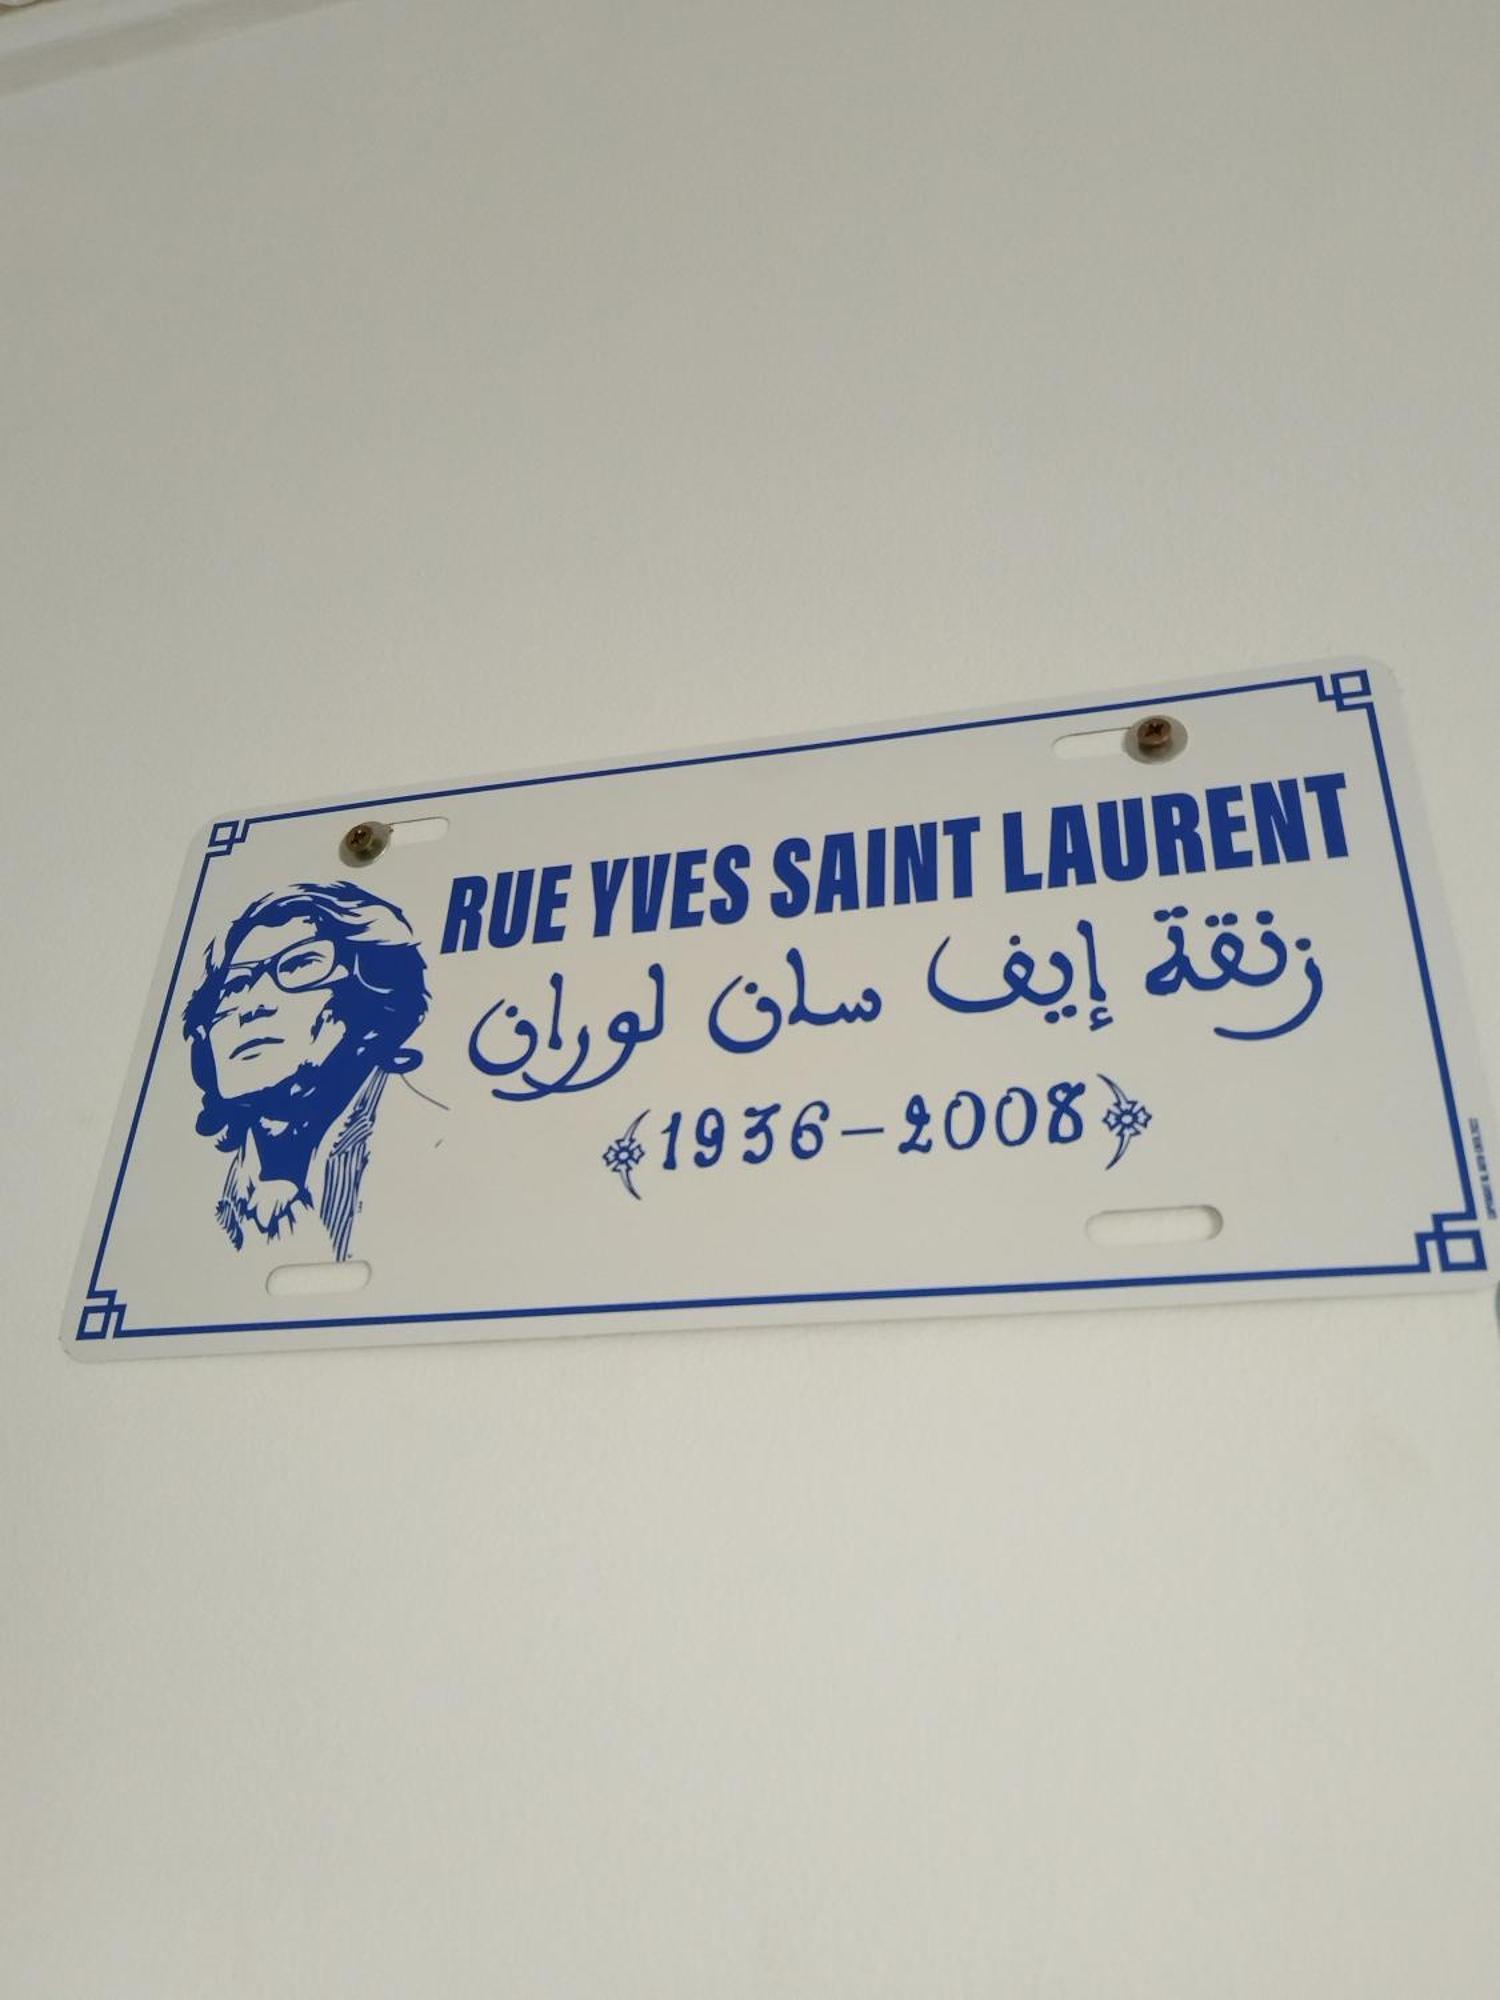 RUE YVES SAINT LAURENT
زنقة إيف سان لوران
1936-2008